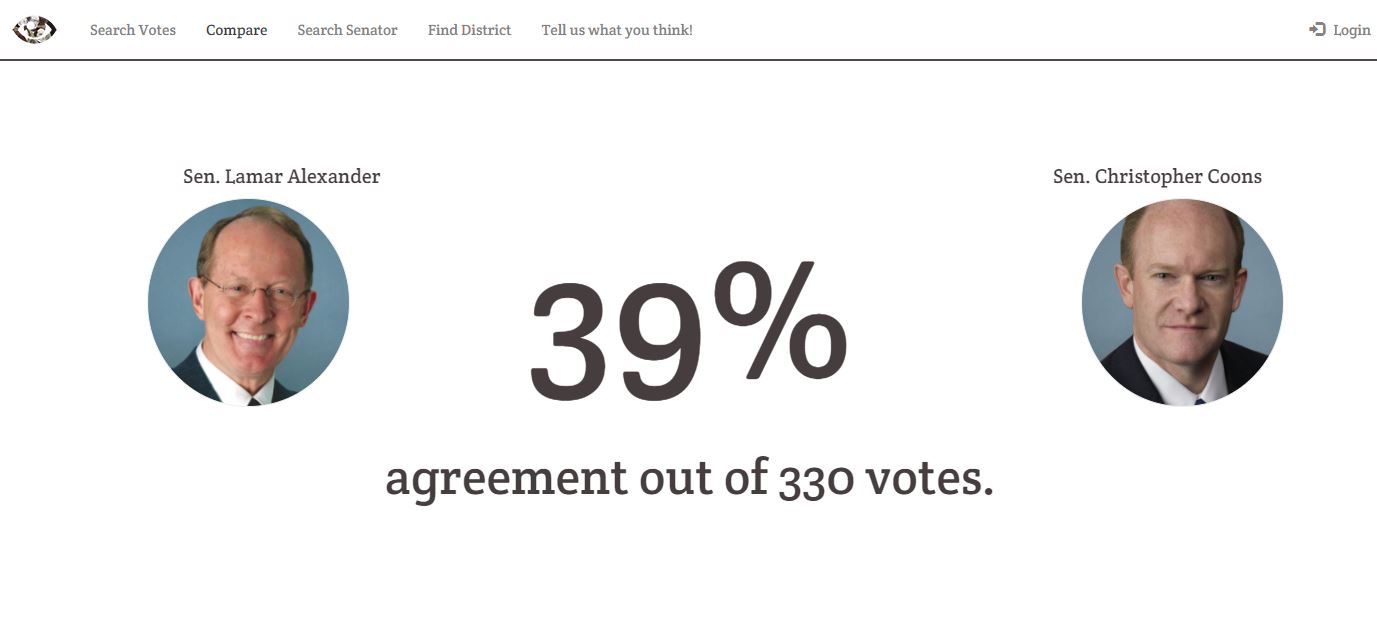 Search Votes Compare Search Senator Find District Tell us what you think! Login
Sen. Lamar Alexander Sen. Christopher Coons
39%
agreement out of 330 votes.